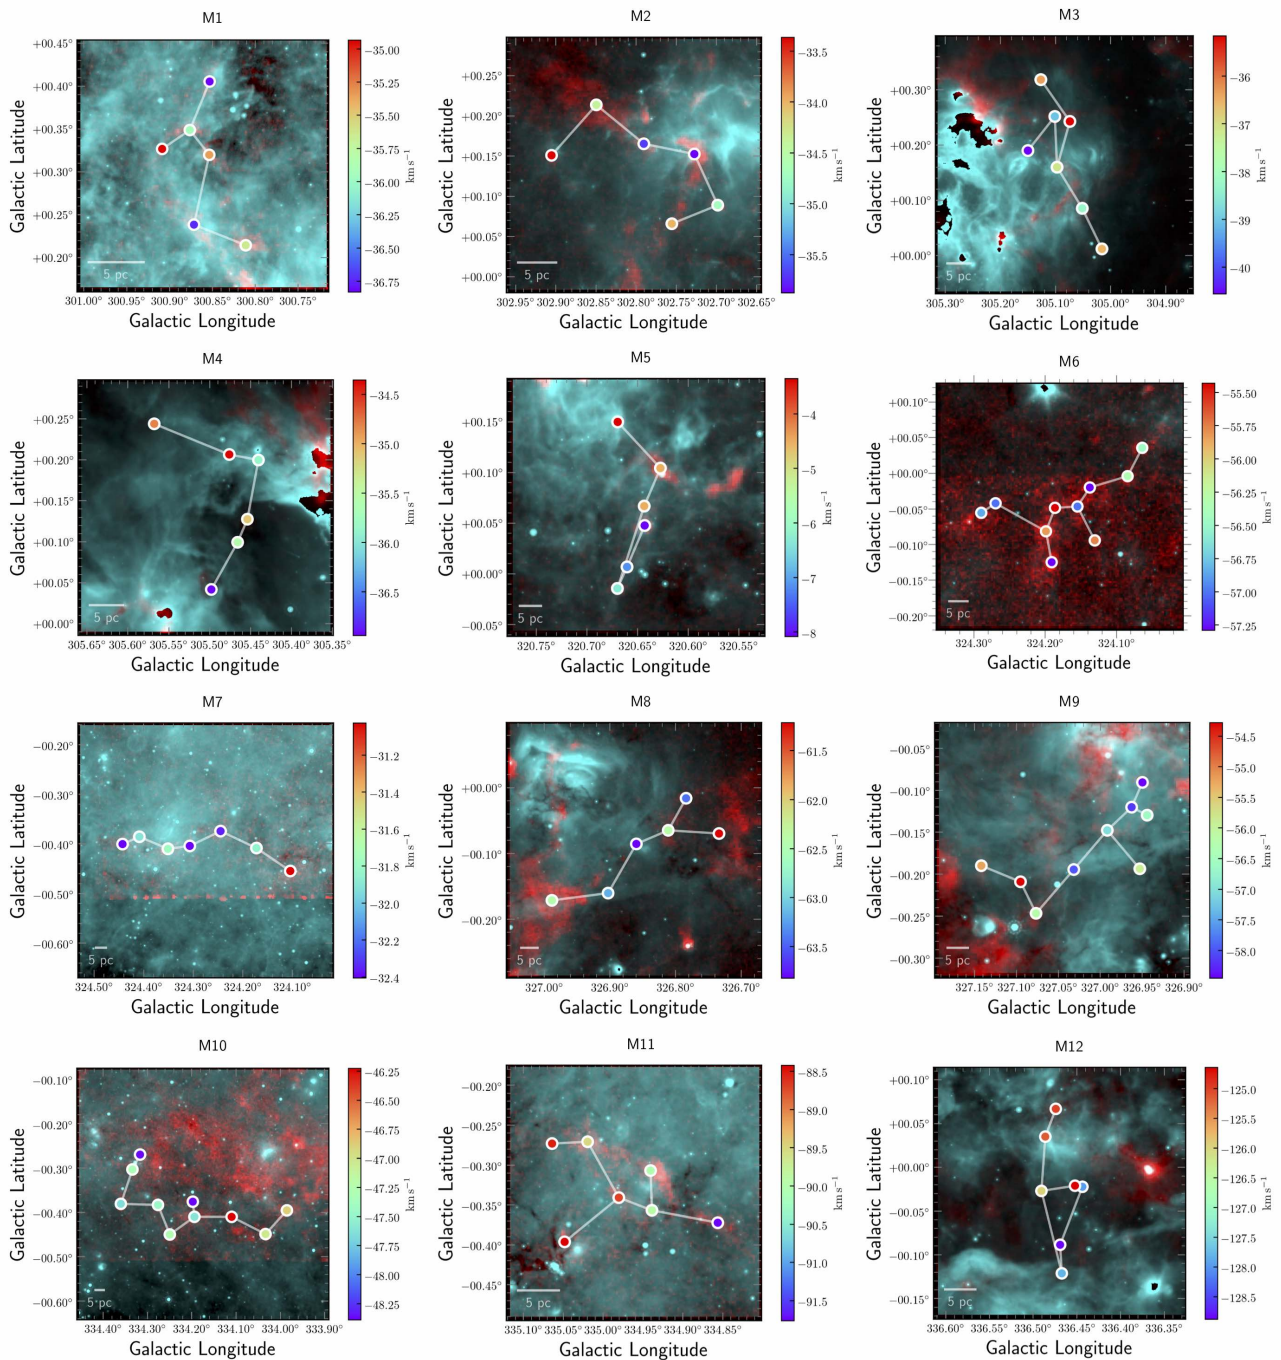 M1
M2
M3
Galactic Latitude
+00.45°
+00.40°
+00.35°
+00.30°
+00.25°
+00.20°
5 pc
301.00° 300.95° 300.90° 300.85° 300.80° 300.75°
Galactic Longitude
−35.00
−35.25
−35.50
−35.75
−36.00
−36.25
−36.50
−36.75
km s−1
Galactic Latitude
+00.25°
+00.20°
+00.15°
+00.10°
+00.05°
+00.00°
5 pc
302.95° 302.90° 302.85° 302.80° 302.75° 302.70° 302.65°
Galactic Longitude
−33.5
−34.0
−34.5
−35.0
−35.5
km s−1
Galactic Latitude
+00.30°
+00.20°
+00.10°
+00.00°
5 pc
305.30° 305.20° 305.10° 305.00° 304.90°
Galactic Longitude
−36
−37
−38
−39
−40
km s−1
M4
M5
M6
Galactic Latitude
+00.25°
+00.20°
+00.15°
+00.10°
+00.05°
+00.00°
5 pc
305.65° 305.60° 305.55° 305.50° 305.45° 305.40° 305.35°
Galactic Longitude
−34.5
−35.0
−35.5
−36.0
−36.5
km s−1
Galactic Latitude
+00.15°
+00.10°
+00.05°
+00.00°
−00.05°
5 pc
320.75° 320.70° 320.65° 320.60° 320.55°
Galactic Longitude
−4
−5
−6
−7
−8
km s−1
Galactic Latitude
+00.10°
+00.05°
+00.00°
−00.05°
−00.10°
−00.15°
−00.20°
5 pc
324.30° 324.20° 324.10°
Galactic Longitude
−55.50
−55.75
−56.00
−56.25
−56.50
−56.75
−57.00
−57.25
km s−1
M7
M8
M9
Galactic Latitude
−00.20°
−00.30°
−00.40°
−00.50°
−00.60°
5 pc
324.50° 324.40° 324.30° 324.20° 324.10°
Galactic Longitude
−31.2
−31.4
−31.6
−31.8
−32.0
−32.2
−32.4
km s−1
Galactic Latitude
+00.00°
−00.10°
−00.20°
5 pc
327.00° 326.90° 326.80° 326.70°
Galactic Longitude
−61.5
−62.0
−62.5
−63.0
−63.5
km s−1
Galactic Latitude
−00.05°
−00.10°
−00.15°
−00.20°
−00.25°
−00.30°
5 pc
327.15° 327.10° 327.05° 327.00° 326.95° 326.90°
Galactic Longitude
−54.5
−55.0
−55.5
−56.0
−56.5
−57.0
−57.5
−58.0
km s−1
M10
M11
M12
Galactic Latitude
−00.10°
−00.20°
−00.30°
−00.40°
−00.50°
−00.60°
5 pc
334.40° 334.30° 334.20° 334.10° 334.00° 333.90°
Galactic Longitude
−46.25
−46.50
−46.75
−47.00
−47.25
−47.50
−47.75
−48.00
−48.25
km s−1
Galactic Latitude
−00.20°
−00.25°
−00.30°
−00.35°
−00.40°
−00.45°
5 pc
335.10° 335.05° 335.00° 334.95° 334.90° 334.85°
Galactic Longitude
−88.5
−89.0
−89.5
−90.0
−90.5
−91.0
−91.5
km s−1
Galactic Latitude
+00.10°
+00.05°
+00.00°
−00.05°
−00.10°
−00.15°
5 pc
336.60° 336.55° 336.50° 336.45° 336.40° 336.35°
Galactic Longitude
−125.0
−125.5
−126.0
−126.5
−127.0
−127.5
−128.0
−128.5
km s−1